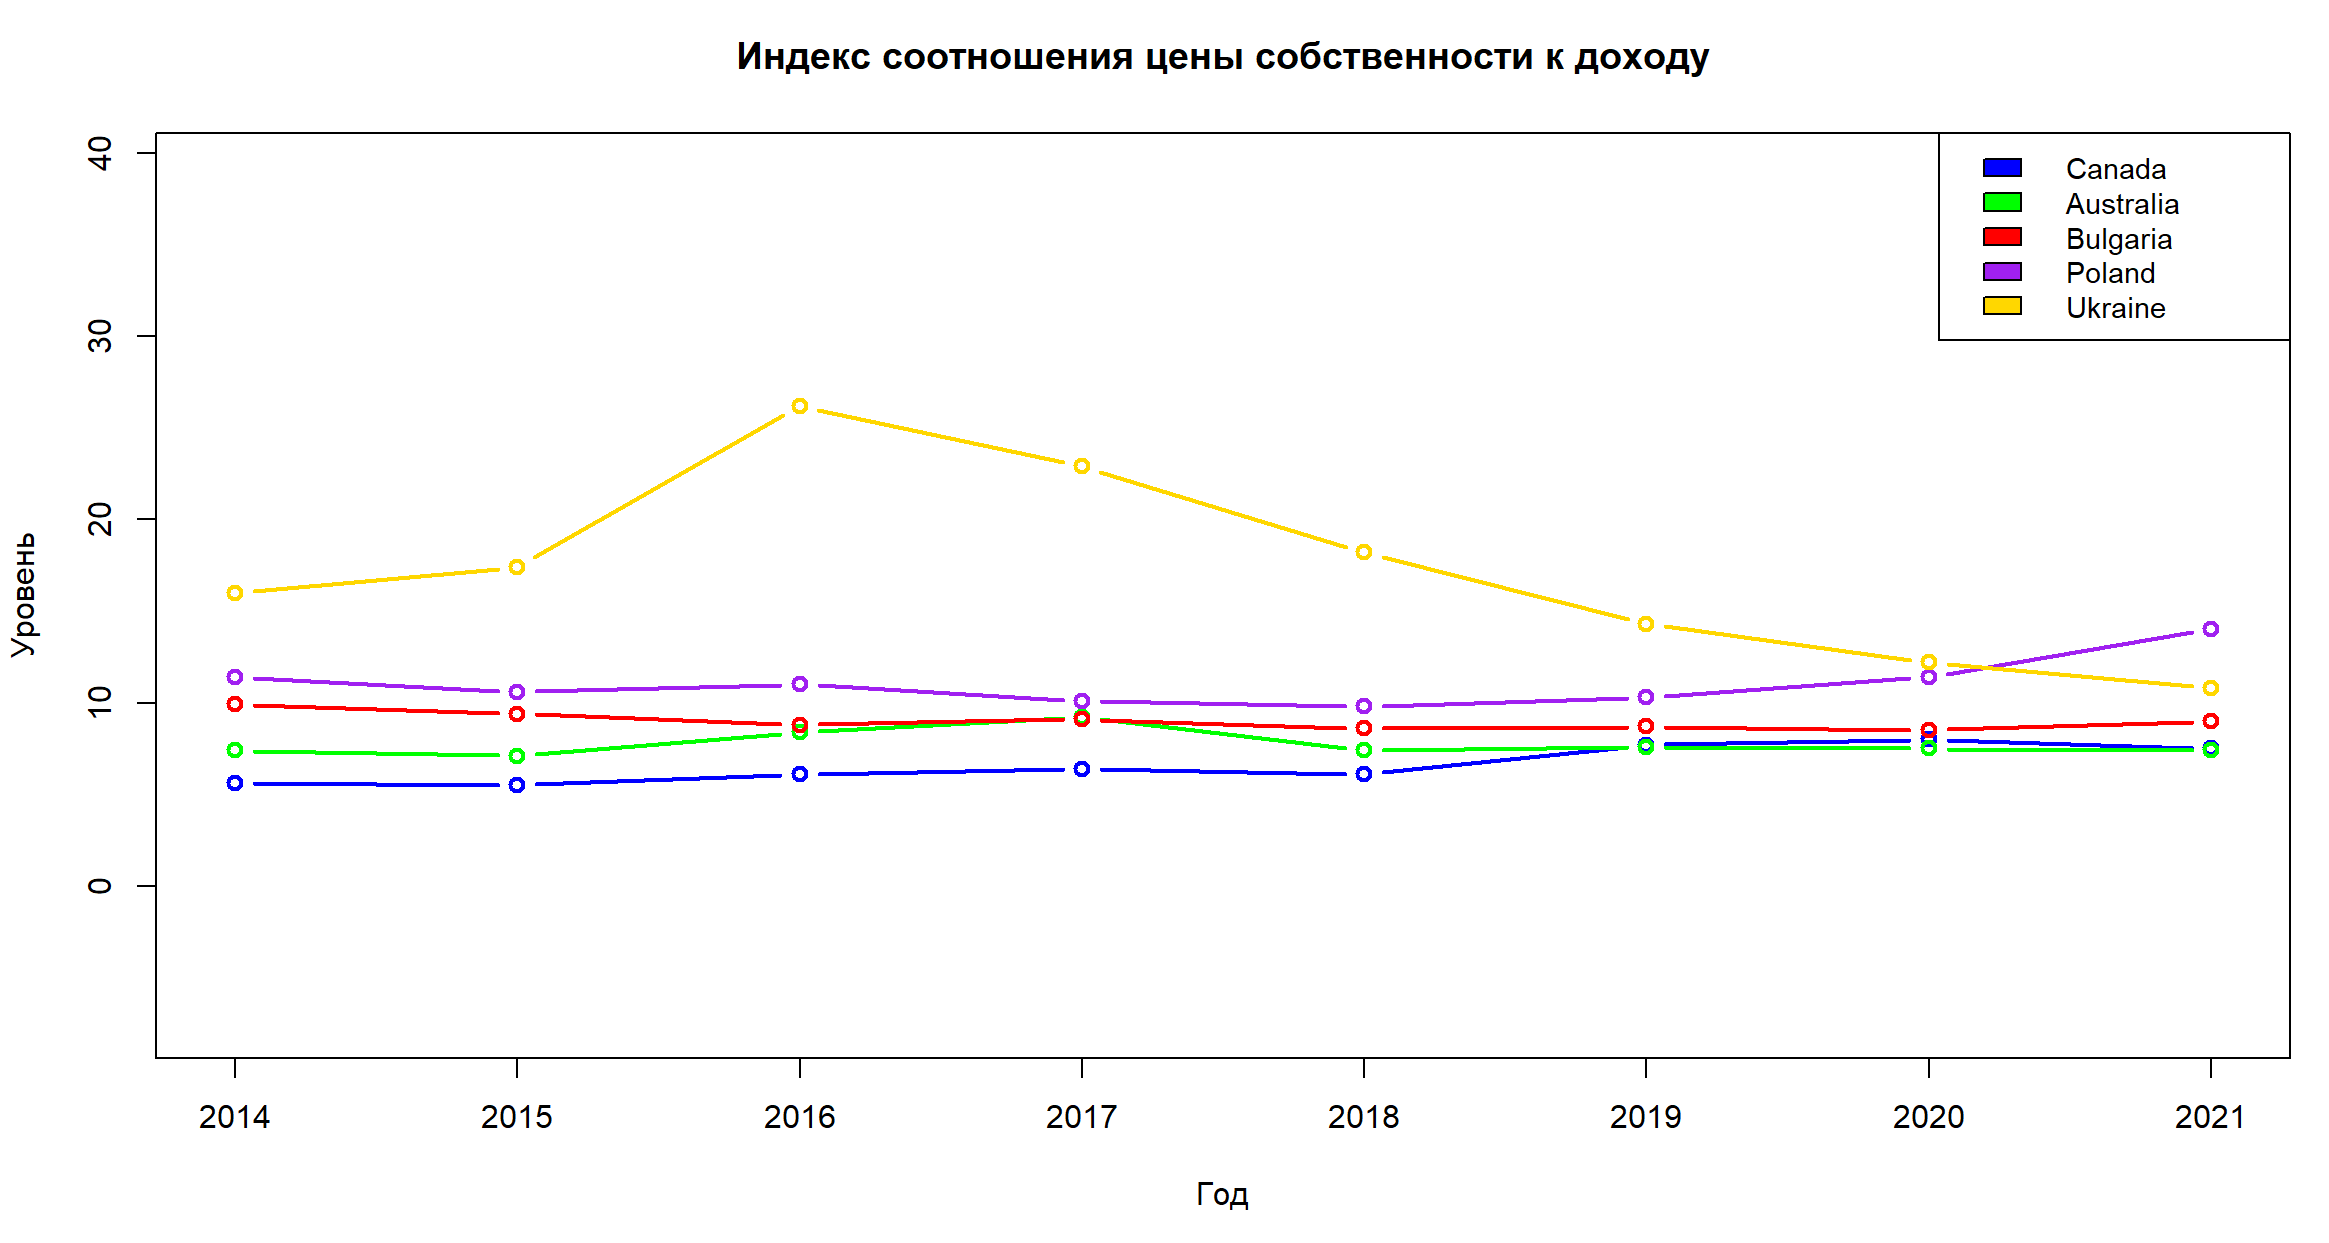 Индекс соотношения цены собственности к доходу
Уровень
40
30
20
10
0
Canada
Australia
Bulgaria
Poland
Ukraine
2014 2015 2016 2017 2018 2019 2020 2021
Год